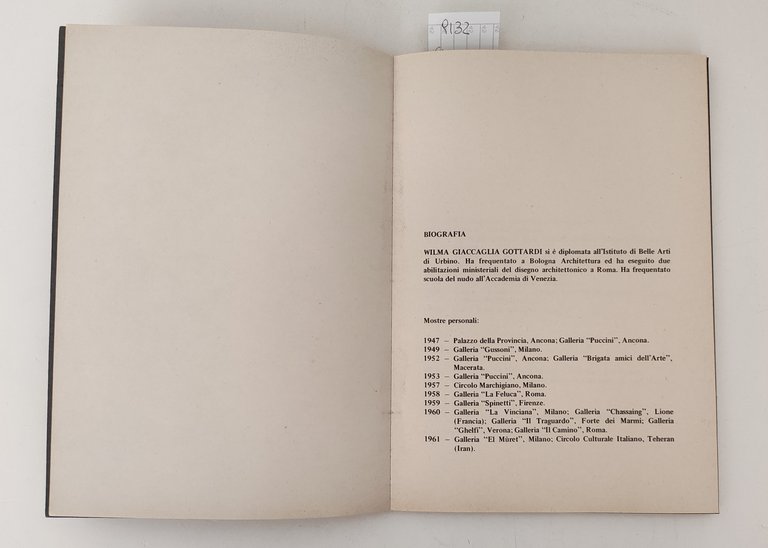 P132
BIOGRAFIA
WILMA GIACCAGLIA GOTTARDI si è diplomata all'Istituto di Belle Arti
di Urbino. Ha frequentato a Bologna Architettura ed ha eseguito due
abilitazioni ministeriali del disegno architettonico a Roma. Ha frequentato
scuola del nudo all'Accademia di Venezia.
Mostre personali:
1947 – Palazzo della Provincia, Ancona; Galleria "Puccini", Ancona.
1949 – Galleria "Gussoni", Milano.
1952 – Galleria "Puccini", Ancona; Galleria "Brigata amici dell'Arte",
Macerata.
1953 – Galleria "Puccini", Ancona.
1957 – Circolo Marchigiano, Milano.
1958 – Galleria "La Feluca", Roma.
1959 – Galleria "Spinetti", Firenze.
1960 – Galleria "La Vinciana", Milano; Galleria "Chassaing", Lione
(Francia); Galleria "Il Traguardo", Forte dei Marmi; Galleria
"Ghelfi", Verona; Galleria "Il Camino", Roma.
1961 – Galleria "El Mùret", Milano; Circolo Culturale Italiano, Teheran
(Iran).